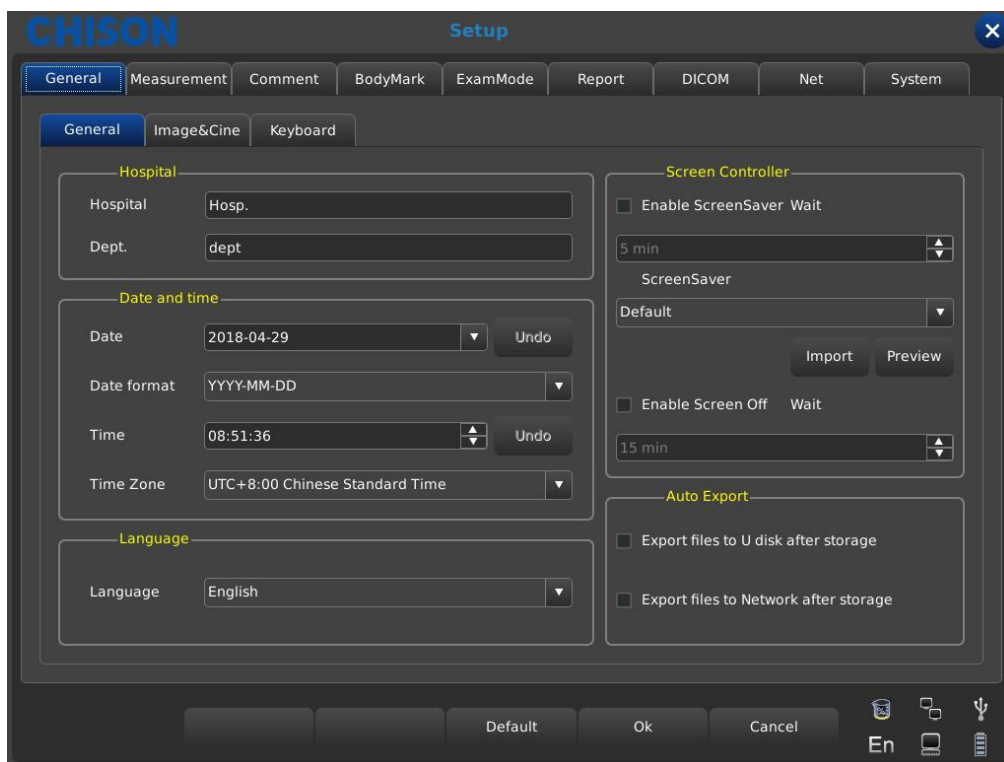 CHISON
Setup
General Measurement Comment BodyMark ExamMode Report DICOM Net System
General Image&Cine Keyboard
Hospital
Hospital Hosp.
Dept. dept
Date and time
Date 2018-04-29 Undo
Date format YYYY-MM-DD
Time 08:51:36 Undo
Time Zone UTC+8:00 Chinese Standard Time
Language
Language English
Screen Controller
Enable ScreenSaver Wait
5 min
ScreenSaver
Default
Import Preview
Enable Screen Off Wait
15 min
Auto Export
Export files to U disk after storage
Export files to Network after storage
Default Ok Cancel
En